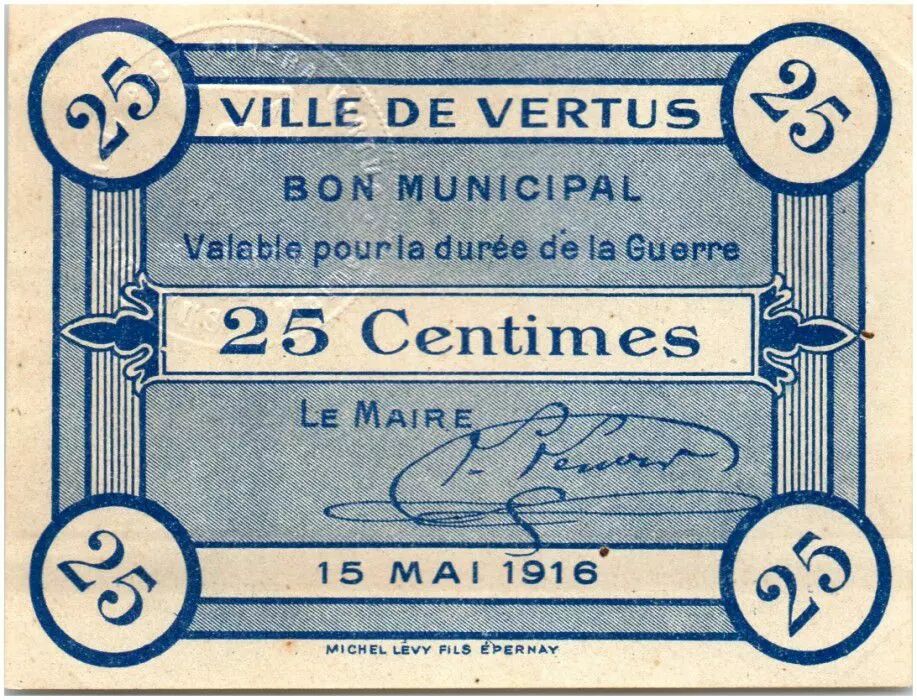 25
25
VILLE DE VERTUS
BON MUNICIPAL
Valable pour la durée de la Guerre
25 Centimes
LE MAIRE
15 MAI 1916
25
25
MICHEL LÉVY FILS ÉPERNAY